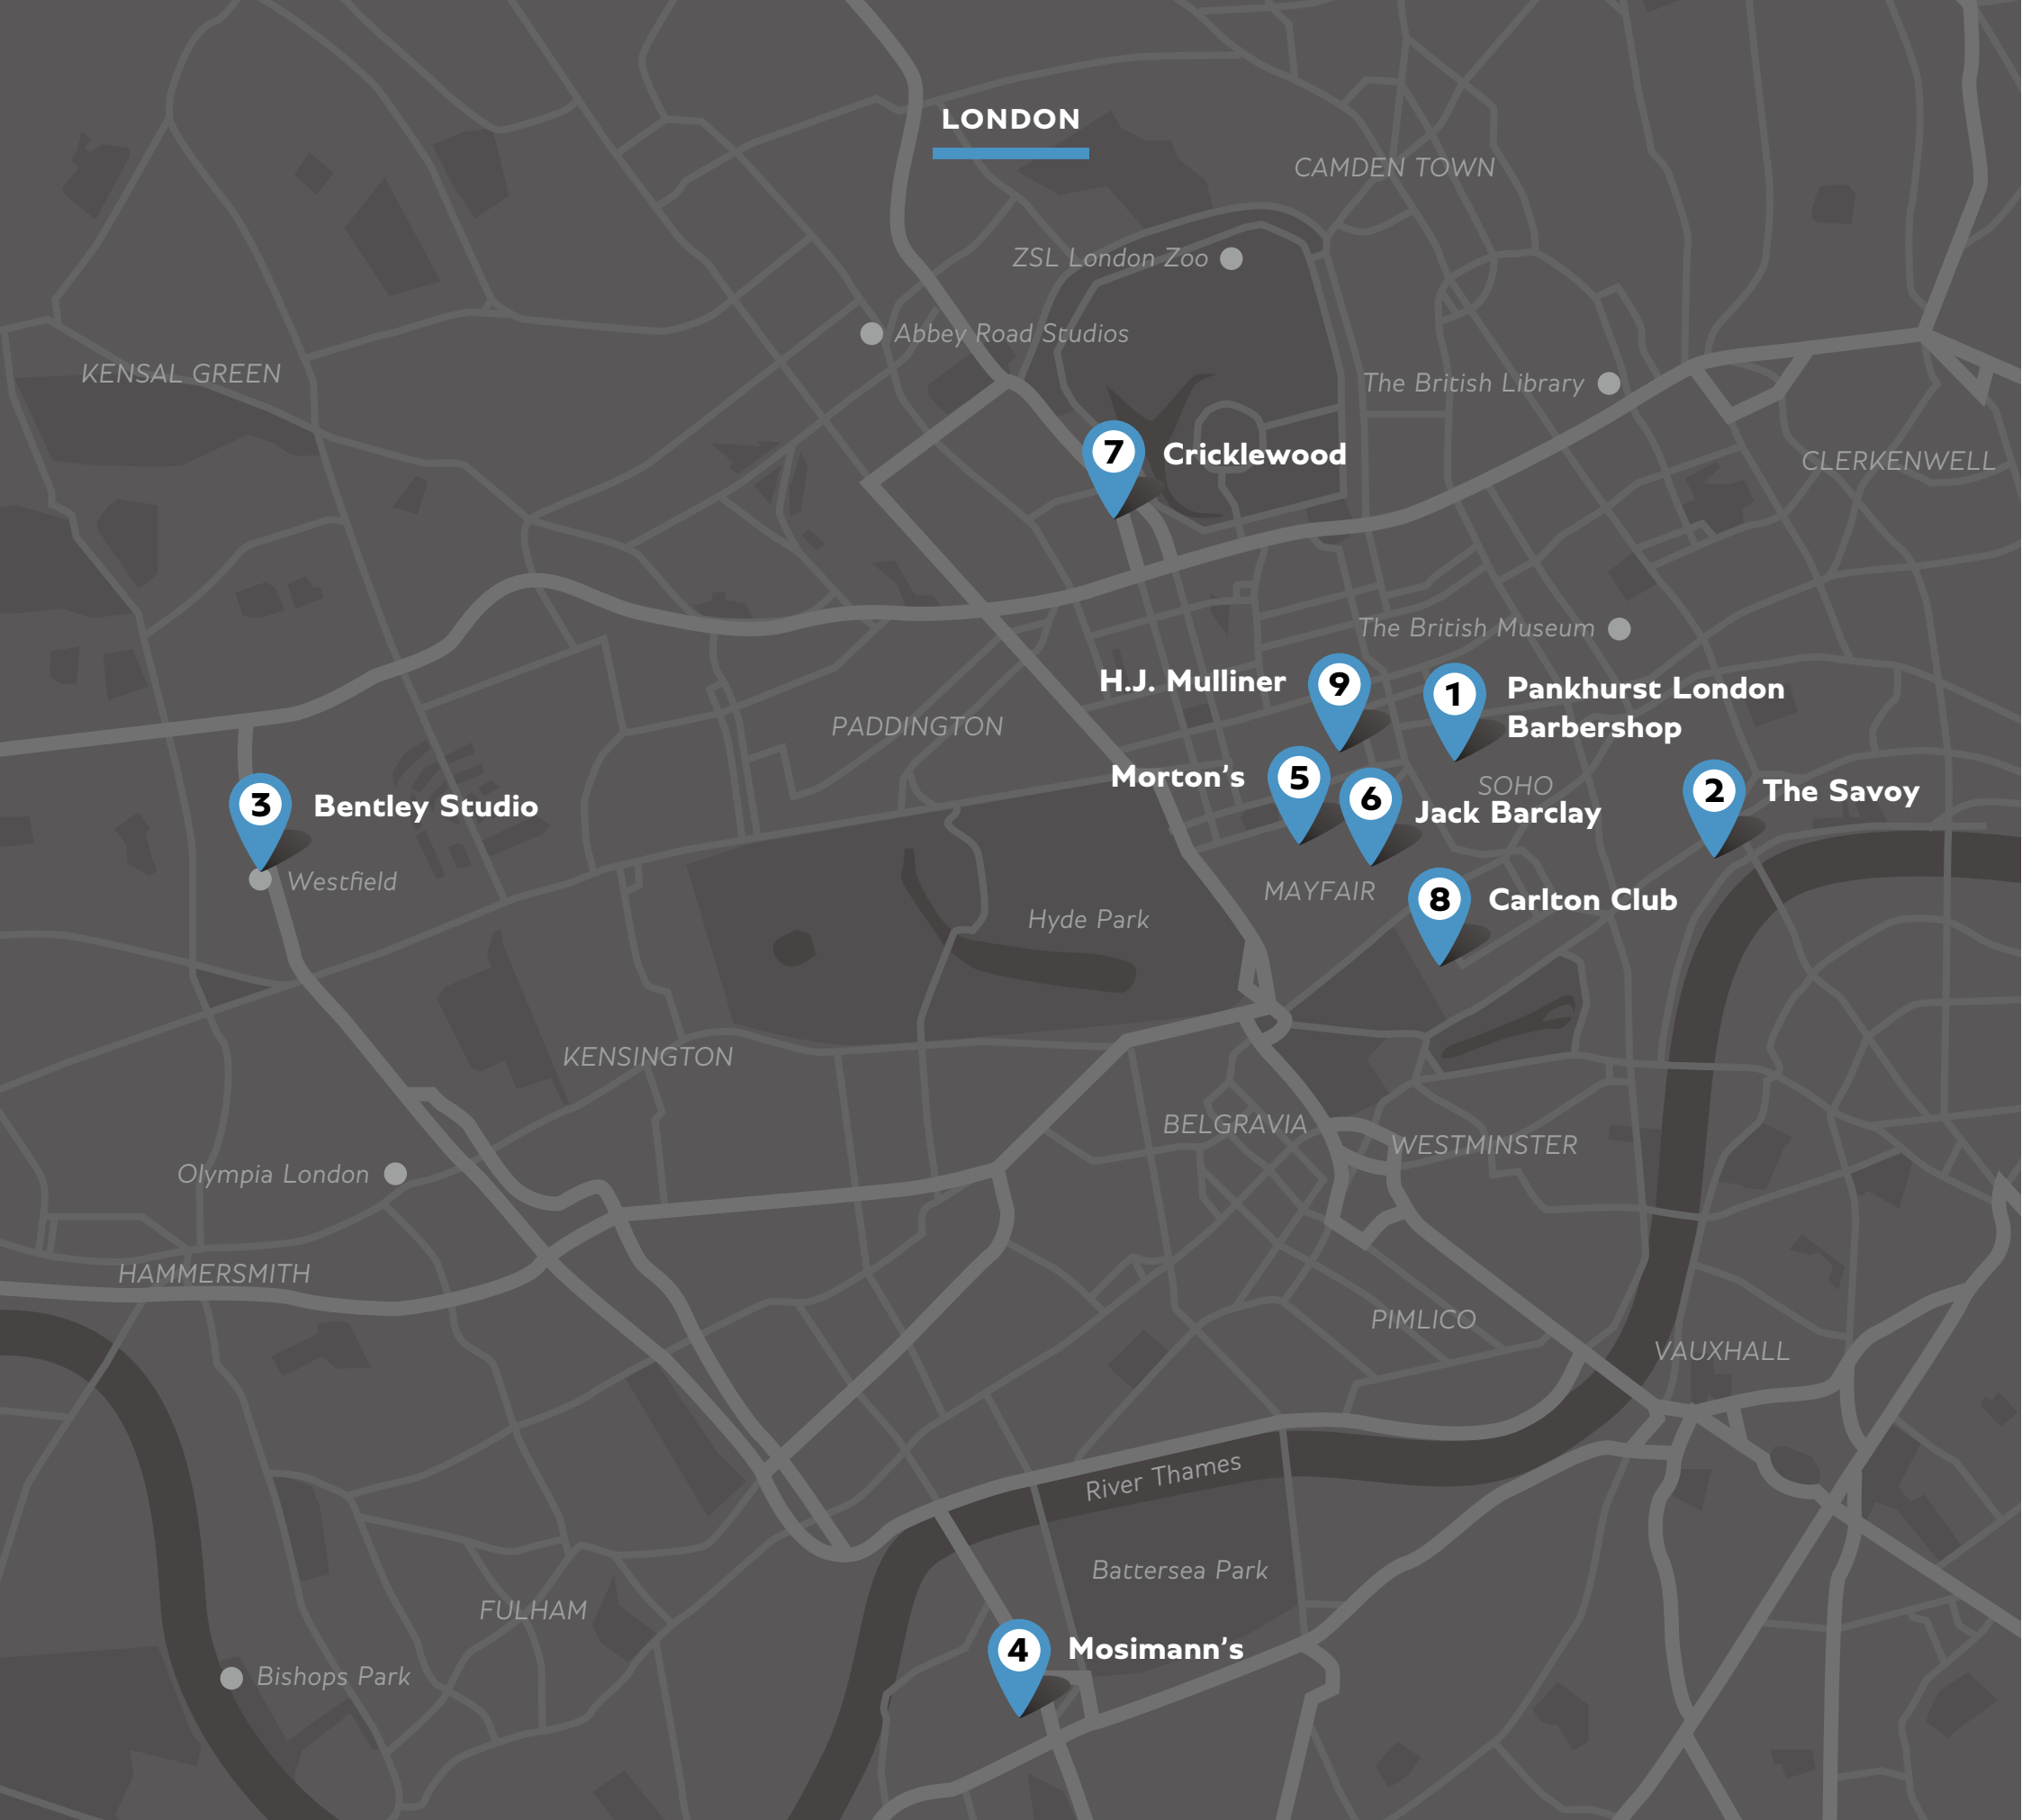 LONDON
CAMDEN TOWN
ZSL London Zoo
Abbey Road Studios
KENSAL GREEN
The British Library
7 Cricklewood
CLERKENWELL
The British Museum
H.J. Mulliner 9
1 Pankhurst London
Barbershop
PADDINGTON
Morton’s 5
SOHO
2 The Savoy
3 Bentley Studio
6 Jack Barclay
Westfield
MAYFAIR
8 Carlton Club
Hyde Park
KENSINGTON
BELGRAVIA
WESTMINSTER
Olympia London
HAMMERSMITH
PIMLICO
VAUXHALL
River Thames
Battersea Park
FULHAM
4 Mosimann’s
Bishops Park